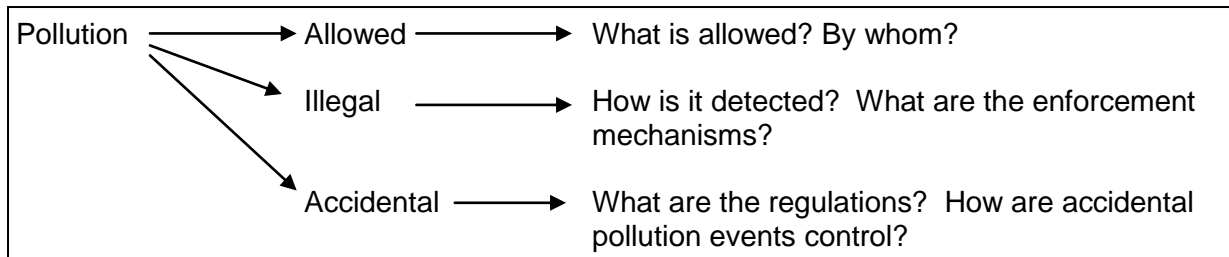 Pollution Allowed What is allowed? By whom?
Illegal How is it detected? What are the enforcement
mechanisms?
Accidental What are the regulations? How are accidental
pollution events control?